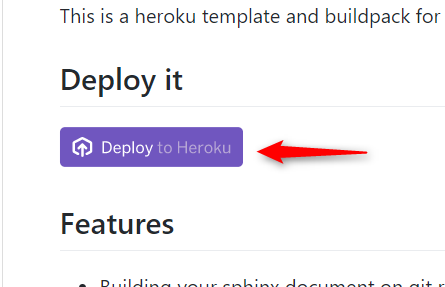 This is a heroku template and buildpack for
Deploy it
Deploy to Heroku
Features
Building your sphinx document on git